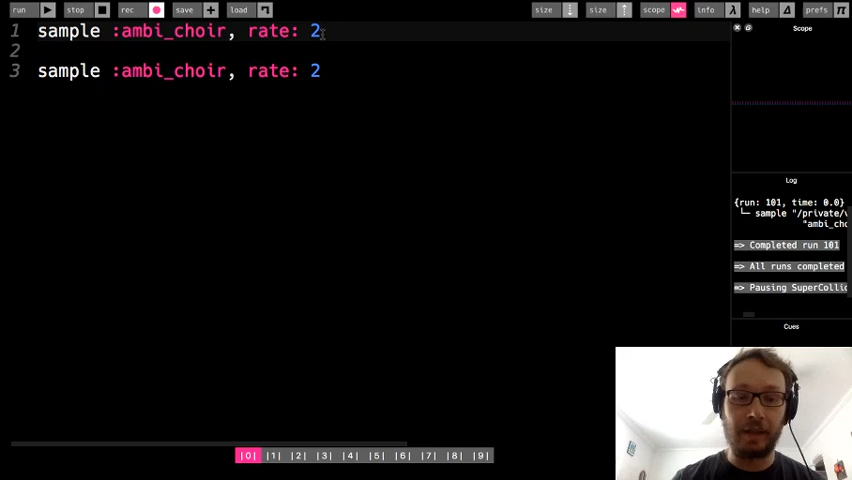 run stop rec save load size size scope info help prefs
1 sample :ambi_choir, rate: 2
2
3 sample :ambi_choir, rate: 2
Scope
Log
{run: 101, time: 0.0}
└─ sample "/private/v
"ambi_cho
=> Completed run 101
=> All runs completed
=> Pausing SuperCollic
Cues
|0| |1| |2| |3| |4| |5| |6| |7| |8| |9|